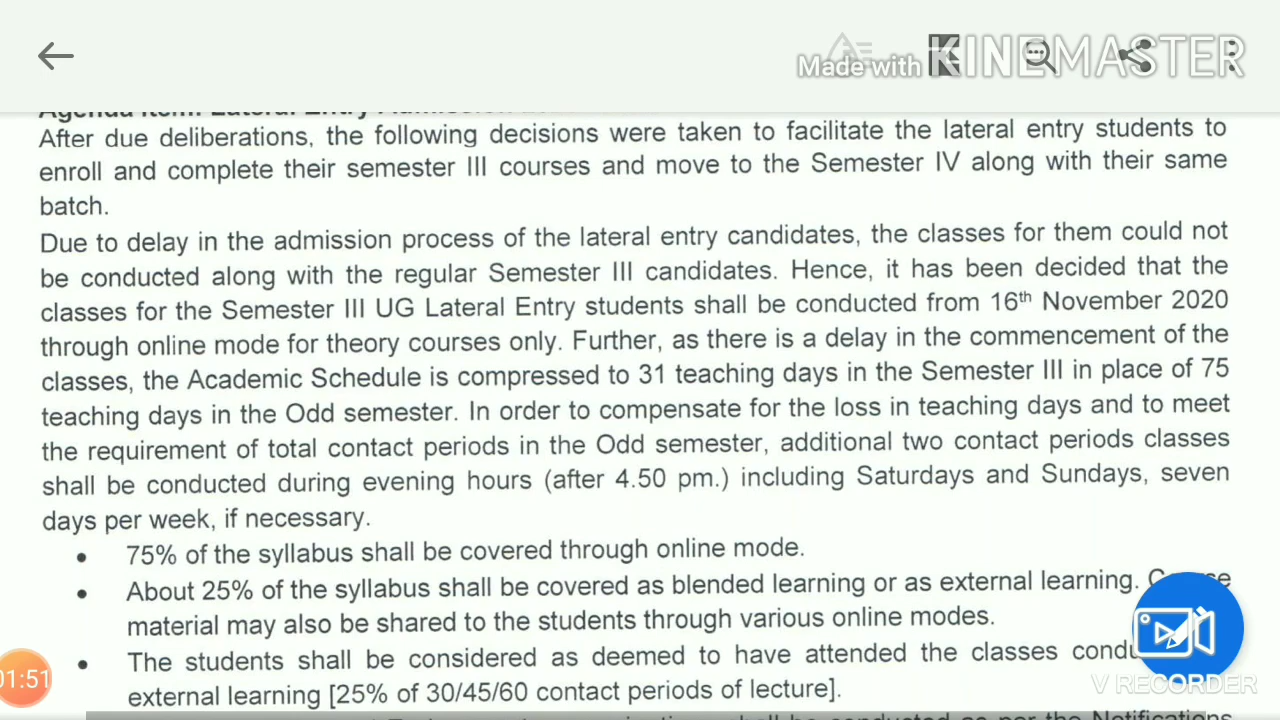 Made with KINEMASTER
Agenda Item: Lateral Entry Admission
After due deliberations, the following decisions were taken to facilitate the lateral entry students to
enroll and complete their semester III courses and move to the Semester IV along with their same
batch.
Due to delay in the admission process of the lateral entry candidates, the classes for them could not
be conducted along with the regular Semester III candidates. Hence, it has been decided that the
classes for the Semester III UG Lateral Entry students shall be conducted from 16th November 2020
through online mode for theory courses only. Further, as there is a delay in the commencement of the
classes, the Academic Schedule is compressed to 31 teaching days in the Semester III in place of 75
teaching days in the Odd semester. In order to compensate for the loss in teaching days and to meet
the requirement of total contact periods in the Odd semester, additional two contact periods classes
shall be conducted during evening hours (after 4.50 pm.) including Saturdays and Sundays, seven
days per week, if necessary.
• 75% of the syllabus shall be covered through online mode.
• About 25% of the syllabus shall be covered as blended learning or as external learning.
material may also be shared to the students through various online modes.
• The students shall be considered as deemed to have attended the classes
external learning [25% of 30/45/60 contact periods of lecture].
shall be conducted as per the Notifications
01:51
V RECORDER